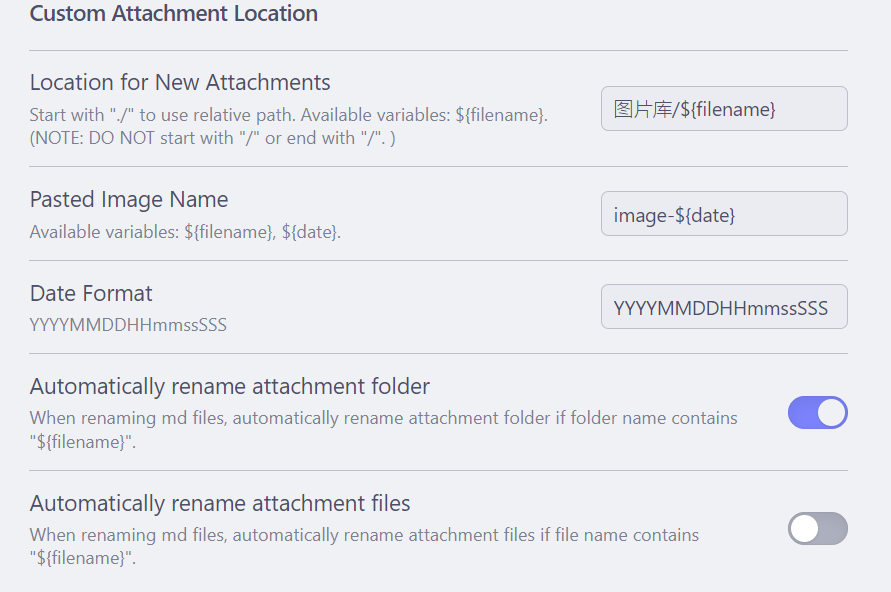 Custom Attachment Location
Location for New Attachments
Start with "./" to use relative path. Available variables: ${filename}.
(NOTE: DO NOT start with "/" or end with "/". )
图片库/${filename}
Pasted Image Name
Available variables: ${filename}, ${date}.
image-${date}
Date Format
YYYYMMDDHHmmssSSS
YYYYMMDDHHmmssSSS
Automatically rename attachment folder
When renaming md files, automatically rename attachment folder if folder name contains
"${filename}".
Automatically rename attachment files
When renaming md files, automatically rename attachment files if file name contains
"${filename}".